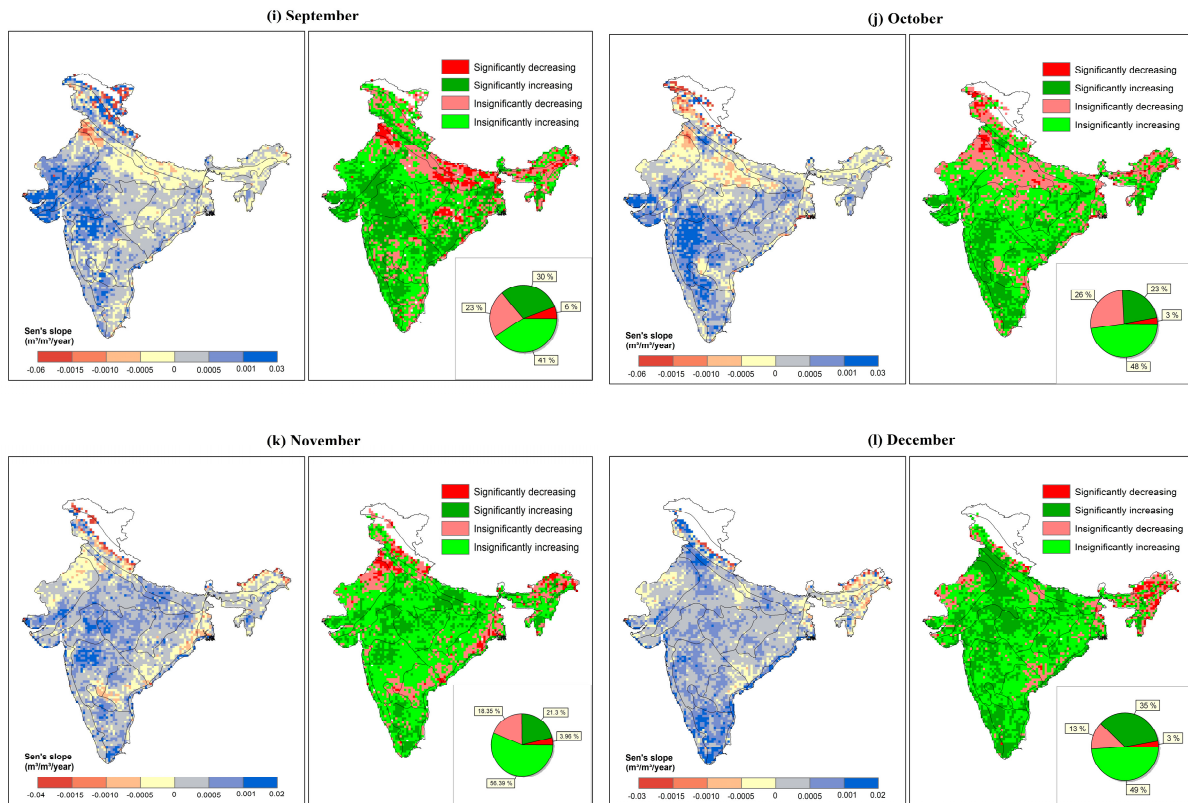 (i) September
Significantly decreasing
Significantly increasing
Insignificantly decreasing
Insignificantly increasing
30 %
23 %
6 %
41 %
Sen's slope
(m³/m³/year)
-0.06 -0.0015 -0.0010 -0.0005 0 0.0005 0.001 0.03
(j) October
Significantly decreasing
Significantly increasing
Insignificantly decreasing
Insignificantly increasing
26 %
23 %
3 %
48 %
Sen's slope
(m³/m³/year)
-0.06 -0.0015 -0.0010 -0.0005 0 0.0005 0.001 0.03
(k) November
Significantly decreasing
Significantly increasing
Insignificantly decreasing
Insignificantly increasing
18.35 %
21.3 %
3.96 %
56.39 %
Sen's slope
(m³/m³/year)
-0.04 -0.0015 -0.0010 -0.0005 0 0.0005 0.001 0.02
(l) December
Significantly decreasing
Significantly increasing
Insignificantly decreasing
Insignificantly increasing
35 %
13 %
3 %
49 %
Sen's slope
(m³/m³/year)
-0.03 -0.0015 -0.0010 -0.0005 0 0.0005 0.001 0.02